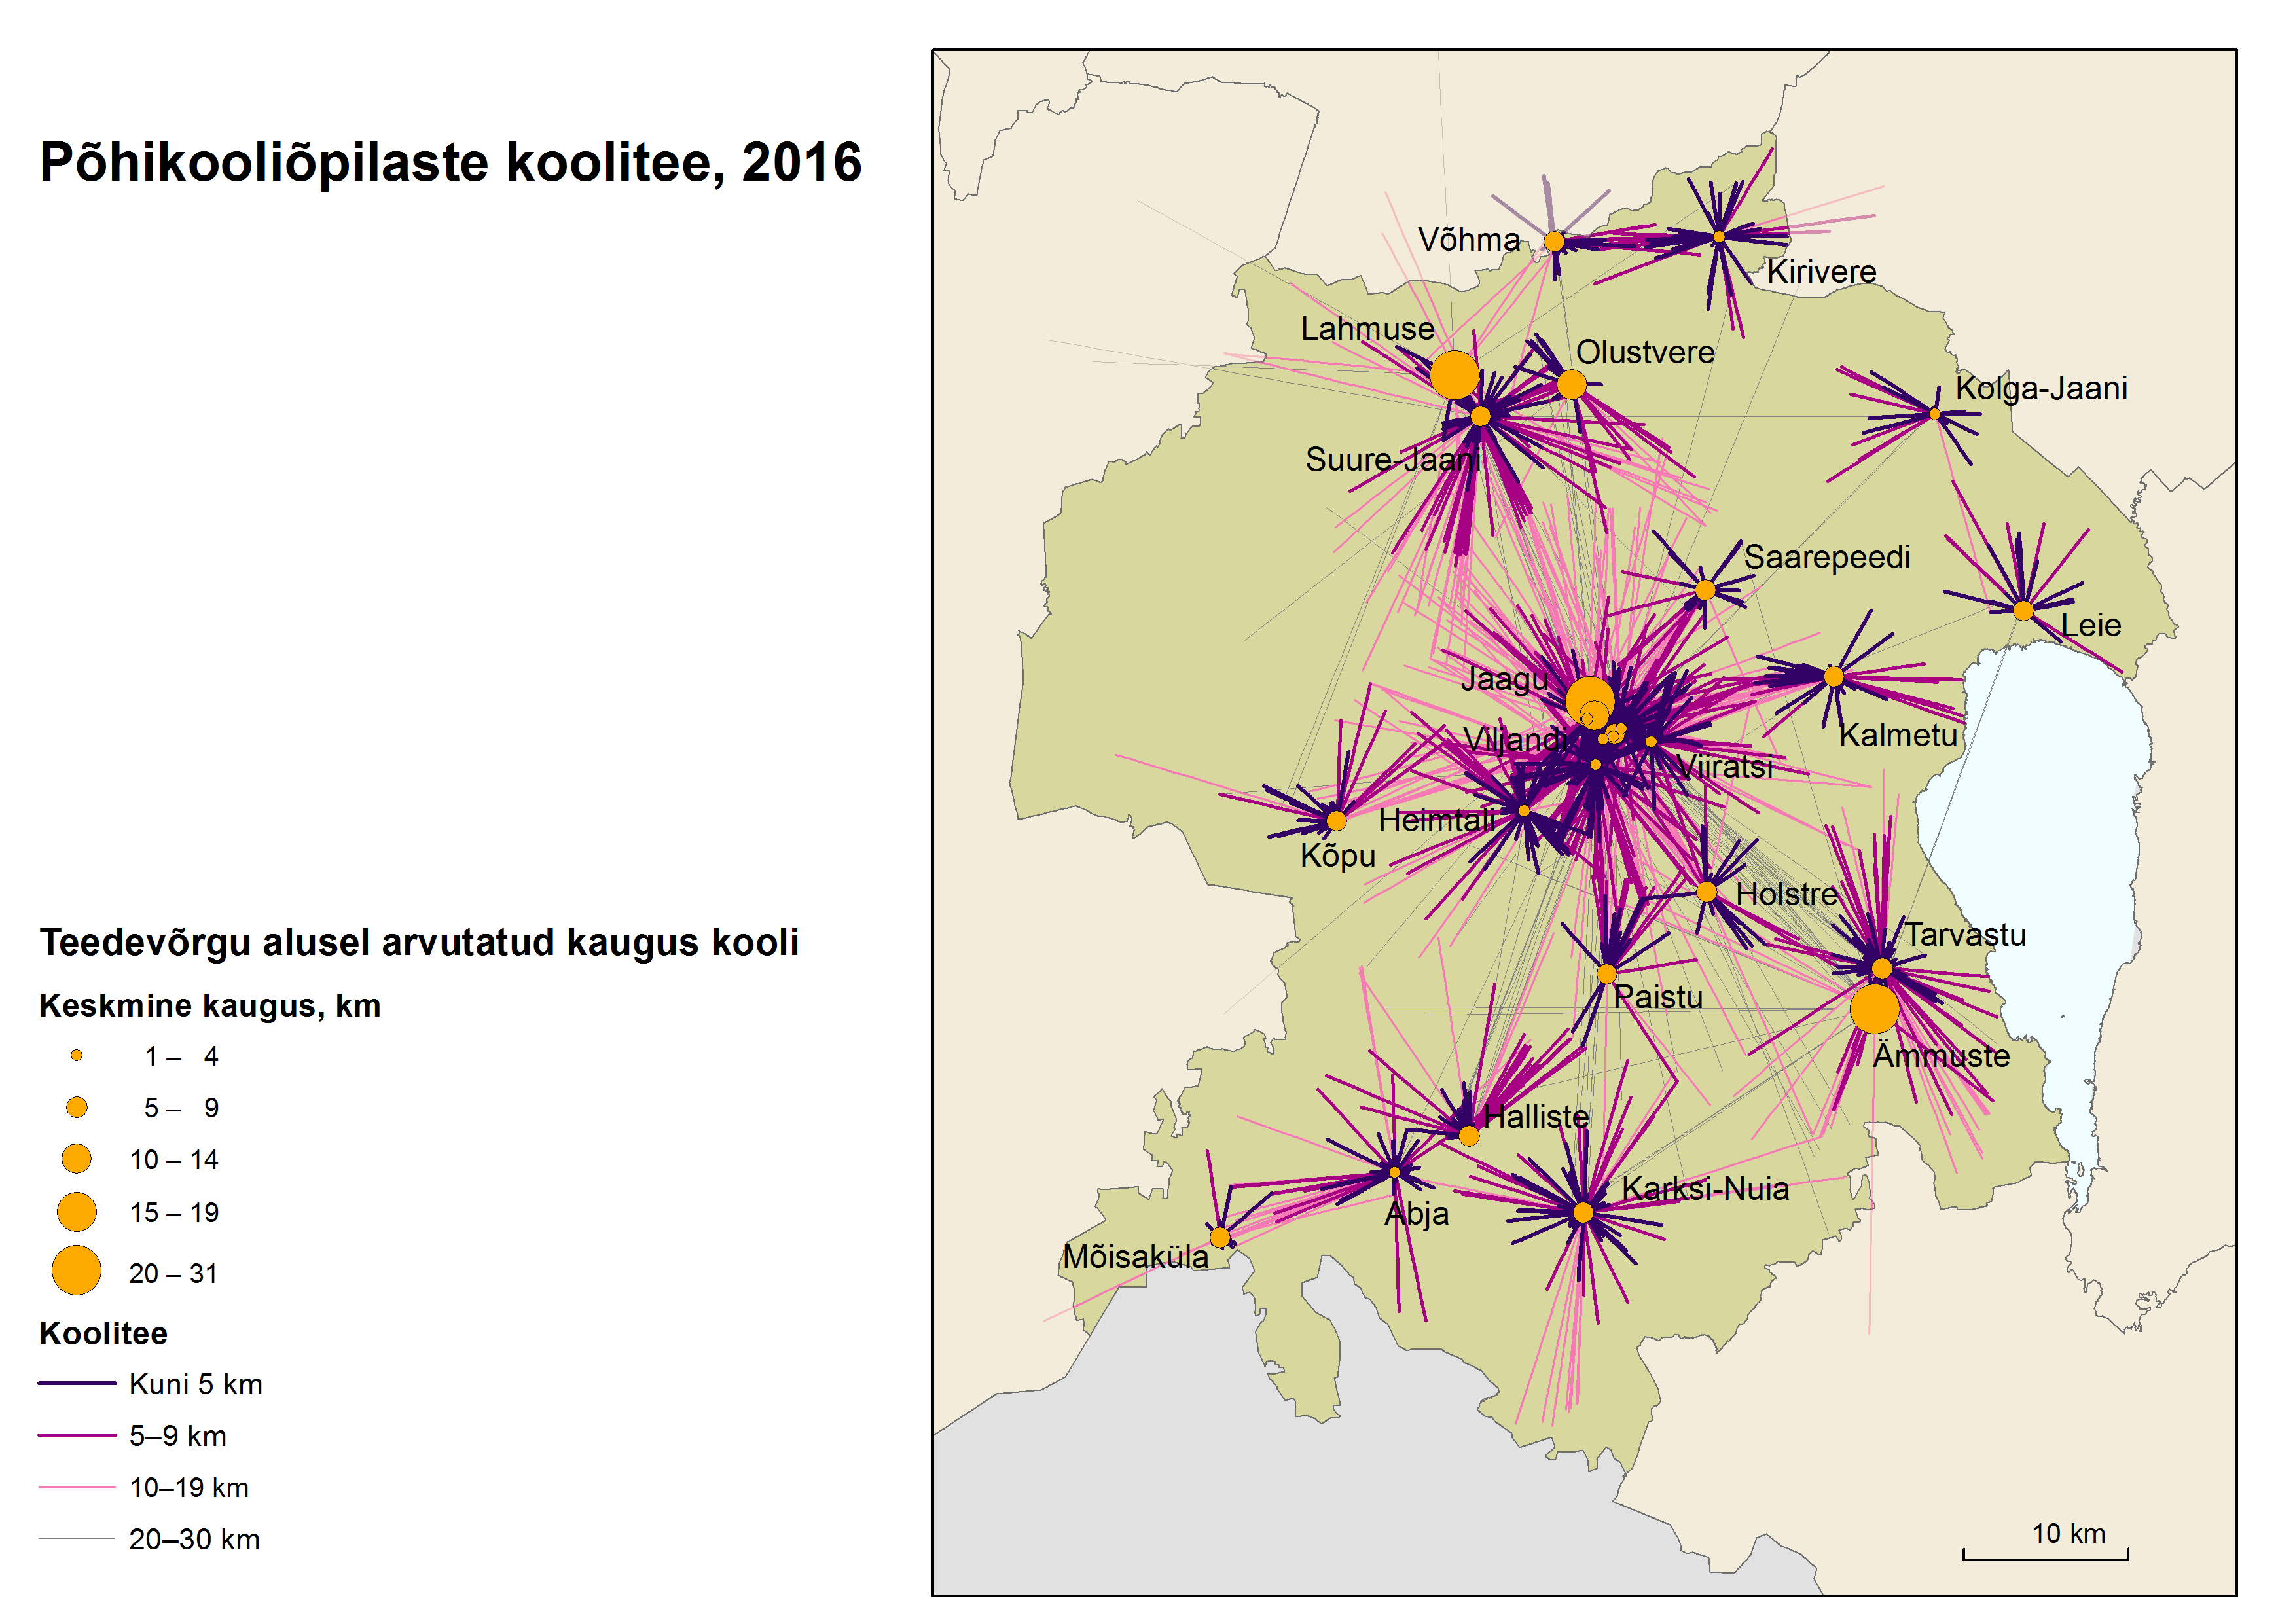 Põhikooliõpilaste koolitee, 2016
Teedevõrgu alusel arvutatud kaugus kooli
Keskmine kaugus, km
1 – 4
5 – 9
10 – 14
15 – 19
20 – 31
Koolitee
Kuni 5 km
5–9 km
10–19 km
20–30 km
Võhma
Kirivere
Lahmuse
Olustvere
Kolga-Jaani
Suure-Jaani
Saarepeedi
Leie
Jaagu
Kalmetu
Viljandi
Viiratsi
Heimtali
Kõpu
Holstre
Tarvastu
Paistu
Ämmuste
Halliste
Karksi-Nuia
Abja
Mõisaküla
10 km